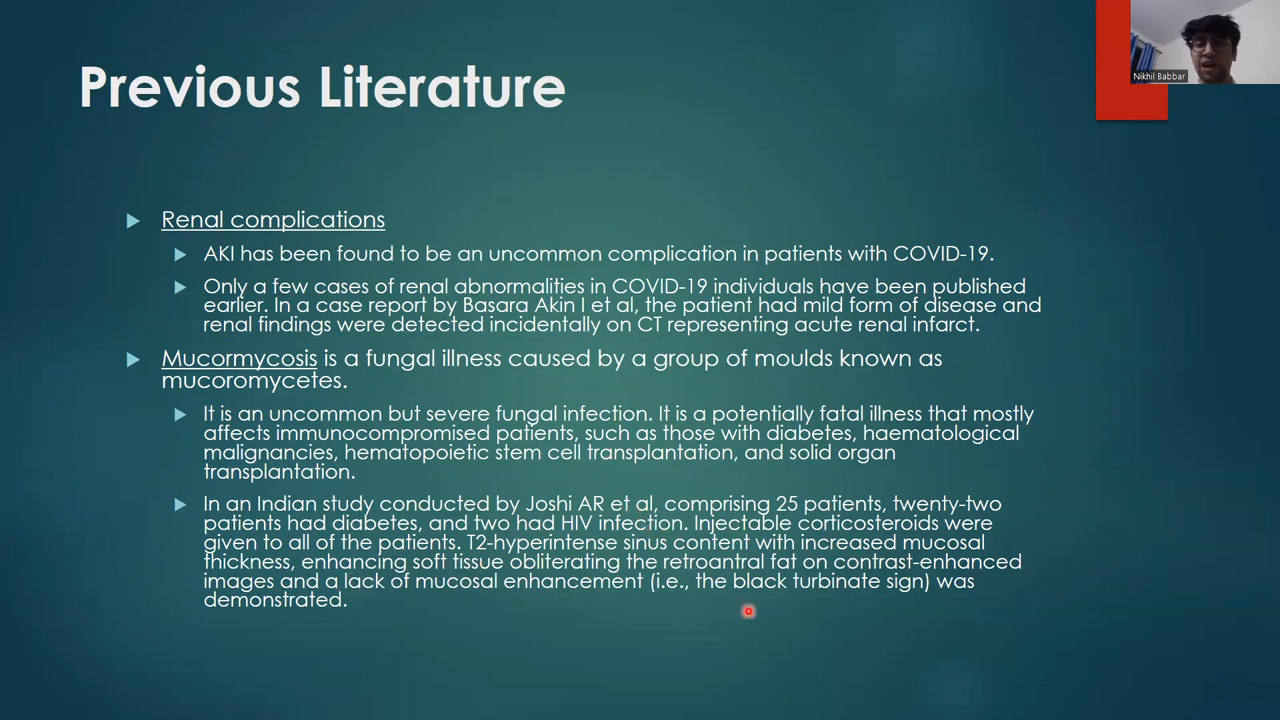 Previous Literature
Nikhil Babbar
Renal complications
AKI has been found to be an uncommon complication in patients with COVID-19.
Only a few cases of renal abnormalities in COVID-19 individuals have been published
earlier. In a case report by Basara Akin I et al, the patient had mild form of disease and
renal findings were detected incidentally on CT representing acute renal infarct.
Mucormycosis is a fungal illness caused by a group of moulds known as
mucoromycetes.
It is an uncommon but severe fungal infection. It is a potentially fatal illness that mostly
affects immunocompromised patients, such as those with diabetes, haematological
malignancies, hematopoietic stem cell transplantation, and solid organ
transplantation.
In an Indian study conducted by Joshi AR et al, comprising 25 patients, twenty-two
patients had diabetes, and two had HIV infection. Injectable corticosteroids were
given to all of the patients. T2-hyperintense sinus content with increased mucosal
thickness, enhancing soft tissue obliterating the retroantral fat on contrast-enhanced
images and a lack of mucosal enhancement (i.e., the black turbinate sign) was
demonstrated.